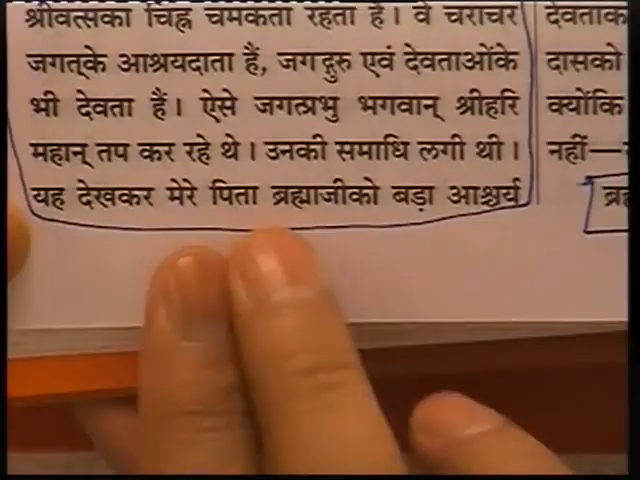 श्रीवत्सका चिह्न चमकता रहता है। वे चराचर
जगत्‌के आश्रयदाता हैं, जगद्गुरु एवं देवताओंके
भी देवता हैं। ऐसे जगत्प्रभु भगवान् श्रीहरि
महान् तप कर रहे थे। उनकी समाधि लगी थी।
यह देखकर मेरे पिता ब्रह्माजीको बड़ा आश्चर्य
देवताक
दासको
क्योंकि
नहीं—